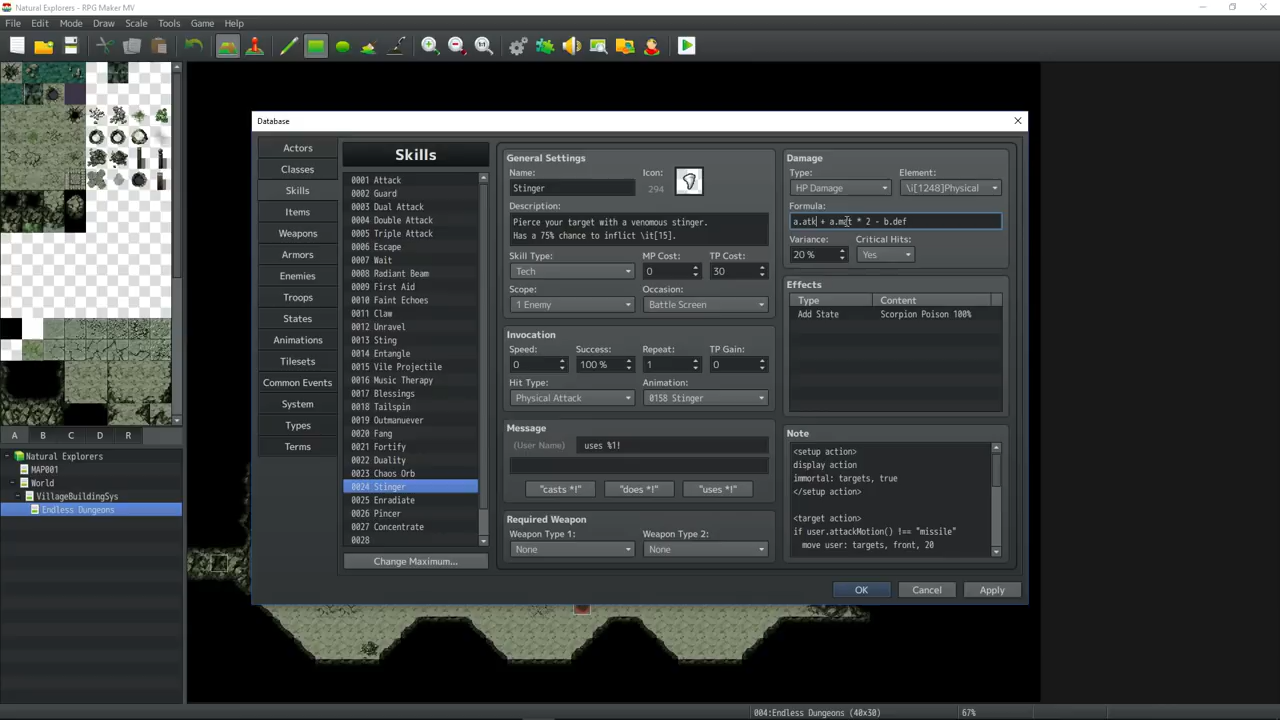 Natural Explorers - RPG Maker MV
File Edit Mode Draw Scale Tools Game Help
Database
Actors
Classes
Skills
Items
Weapons
Armors
Enemies
Troops
States
Animations
Tilesets
Common Events
System
Types
Terms
Skills
0001 Attack
0002 Guard
0003 Dual Attack
0004 Double Attack
0005 Triple Attack
0006 Escape
0007 Wait
0008 Radiant Beam
0009 First Aid
0010 Faint Echoes
0011 Claw
0012 Unravel
0013 Sting
0014 Entangle
0015 Vile Projectile
0016 Music Therapy
0017 Blessings
0018 Tailspin
0019 Outmanuever
0020 Fang
0021 Fortify
0022 Duality
0023 Chaos Orb
0024 Stinger
0025 Enradiate
0026 Pincer
0027 Concentrate
0028
Change Maximum...
General Settings
Name:
Icon:
Stinger
294
Description:
Pierce your target with a venomous stinger.
Has a 75% chance to inflict \it[15].
Skill Type: MP Cost: TP Cost:
Tech 0 30
Scope: Occasion:
1 Enemy Battle Screen
Invocation
Speed: Success: Repeat: TP Gain:
0 100 % 1 0
Hit Type: Animation:
Physical Attack 0158 Stinger
Message
(User Name) uses %1!
"casts *!" "does *!" "uses *!"
Required Weapon
Weapon Type 1: Weapon Type 2:
None None
Damage
Type: Element:
HP Damage \I[1248]Physical
Formula:
a.atk + a.mat * 2 - b.def
Variance: Critical Hits:
20 % Yes
Effects
Type Content
Add State Scorpion Poison 100%
Note
<setup action>
display action
immortal: targets, true
</setup action>
<target action>
if user.attackMotion() !== "missile"
move user: targets, front, 20
OK Cancel Apply
A B C D R
Natural Explorers
MAP001
World
VillageBuildingSys
Endless Dungeons
004:Endless Dungeons (40x30) 67%